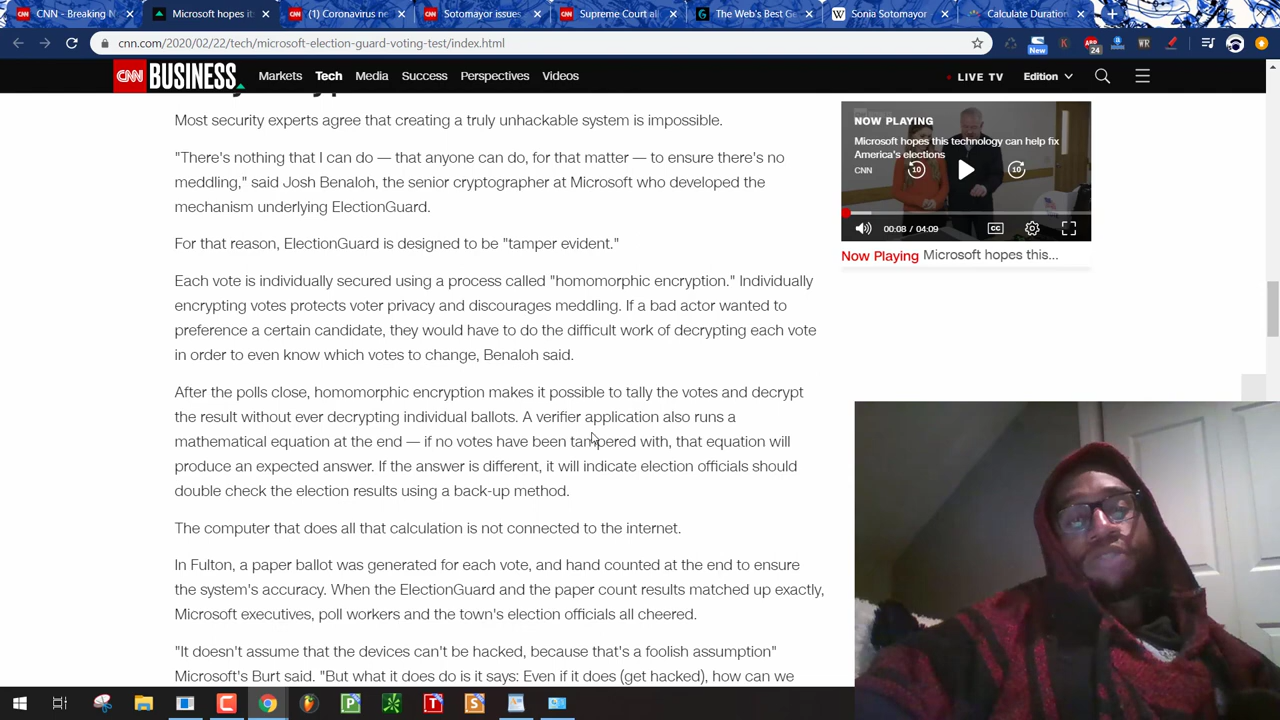 CNN - Breaking N
Microsoft hopes it
(1) Coronavirus ne
Sotomayor issues
Supreme Court all
The Web's Best Ge
Sonia Sotomayor
Calculate Duration
cnn.com/2020/02/22/tech/microsoft-election-guard-voting-test/index.html
New
24
WR
CNN BUSINESS
Markets
Tech
Media
Success
Perspectives
Videos
LIVE TV
Edition
Most security experts agree that creating a truly unhackable system is impossible.
"There's nothing that I can do — that anyone can do, for that matter — to ensure there's no
meddling," said Josh Benaloh, the senior cryptographer at Microsoft who developed the
mechanism underlying ElectionGuard.
For that reason, ElectionGuard is designed to be "tamper evident."
Each vote is individually secured using a process called "homomorphic encryption." Individually
encrypting votes protects voter privacy and discourages meddling. If a bad actor wanted to
preference a certain candidate, they would have to do the difficult work of decrypting each vote
in order to even know which votes to change, Benaloh said.
After the polls close, homomorphic encryption makes it possible to tally the votes and decrypt
the result without ever decrypting individual ballots. A verifier application also runs a
mathematical equation at the end — if no votes have been tampered with, that equation will
produce an expected answer. If the answer is different, it will indicate election officials should
double check the election results using a back-up method.
The computer that does all that calculation is not connected to the internet.
In Fulton, a paper ballot was generated for each vote, and hand counted at the end to ensure
the system's accuracy. When the ElectionGuard and the paper count results matched up exactly,
Microsoft executives, poll workers and the town's election officials all cheered.
"It doesn't assume that the devices can't be hacked, because that's a foolish assumption"
Microsoft's Burt said. "But what it does do is it says: Even if it does (get hacked), how can we
NOW PLAYING
Microsoft hopes this technology can help fix
America's elections
CNN
10
10
00:08 / 04:09
CC
Now Playing Microsoft hopes this...